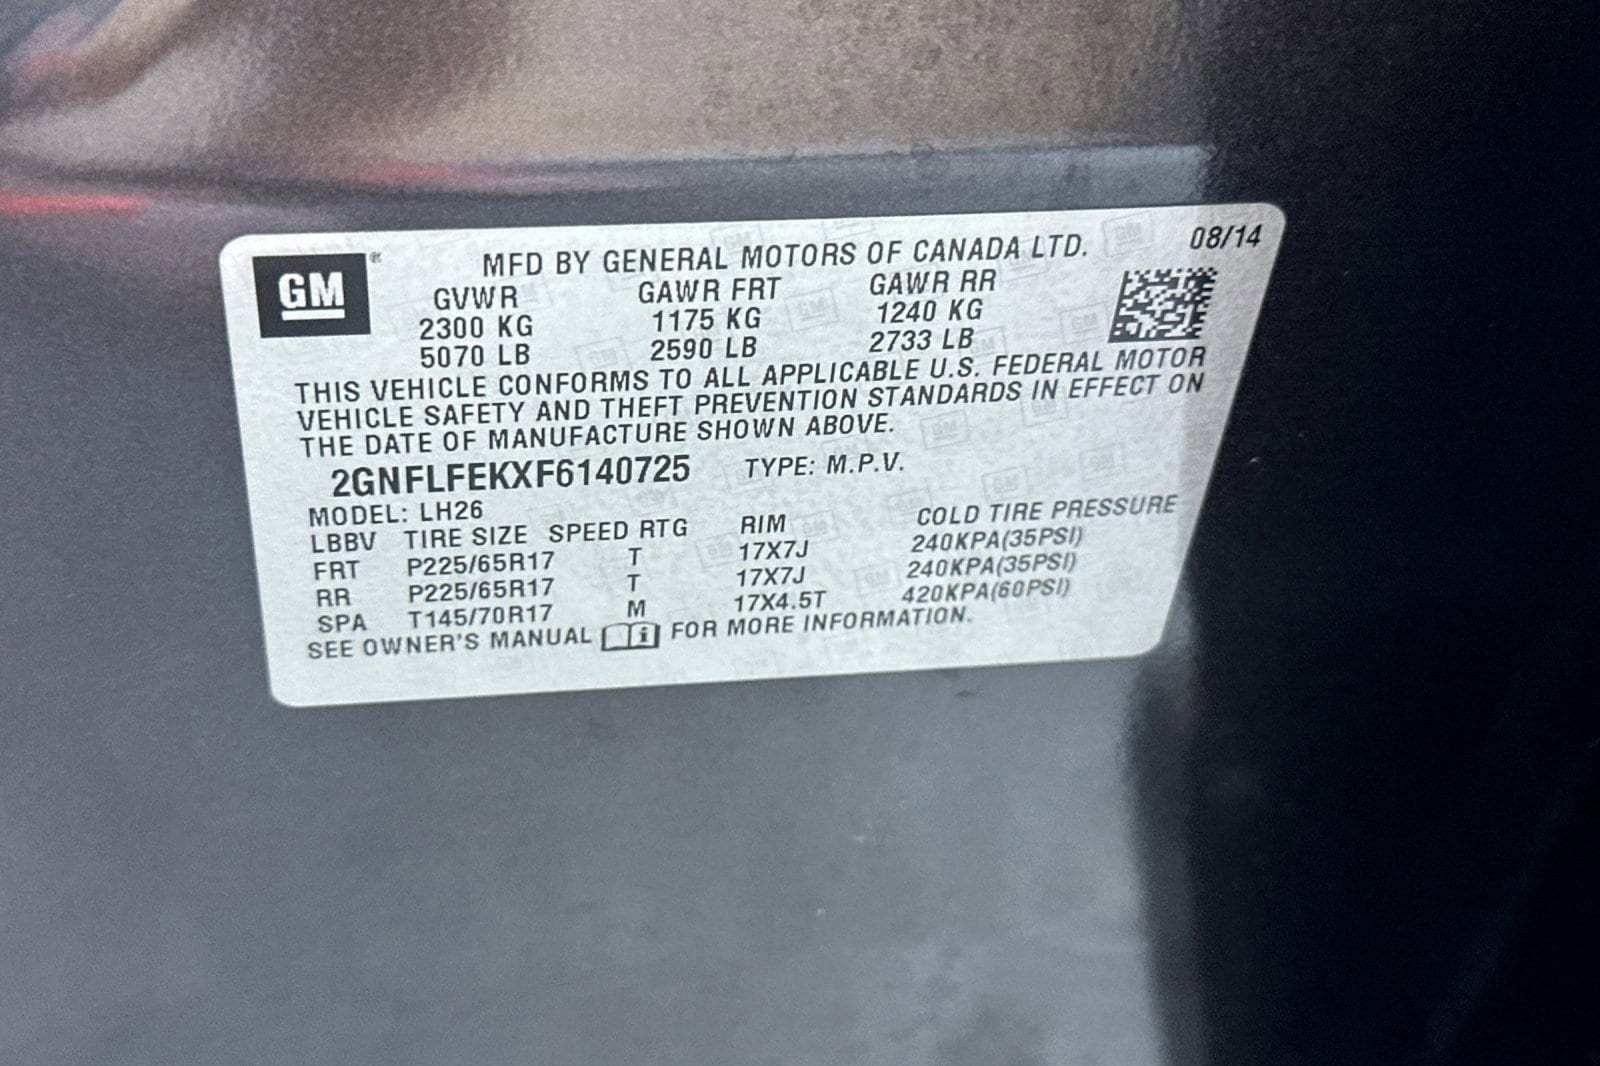 GM ®
MFD BY GENERAL MOTORS OF CANADA LTD. 08/14
GVWR GAWR FRT GAWR RR
2300 KG 1175 KG 1240 KG
5070 LB 2590 LB 2733 LB
THIS VEHICLE CONFORMS TO ALL APPLICABLE U.S. FEDERAL MOTOR
VEHICLE SAFETY AND THEFT PREVENTION STANDARDS IN EFFECT ON
THE DATE OF MANUFACTURE SHOWN ABOVE.
2GNFLFEKXF6140725 TYPE: M.P.V.
MODEL: LH26
LBBV TIRE SIZE SPEED RTG RIM COLD TIRE PRESSURE
FRT P225/65R17 T 17X7J 240KPA(35PSI)
RR P225/65R17 T 17X7J 240KPA(35PSI)
SPA T145/70R17 M 17X4.5T 420KPA(60PSI)
SEE OWNER'S MANUAL i FOR MORE INFORMATION.